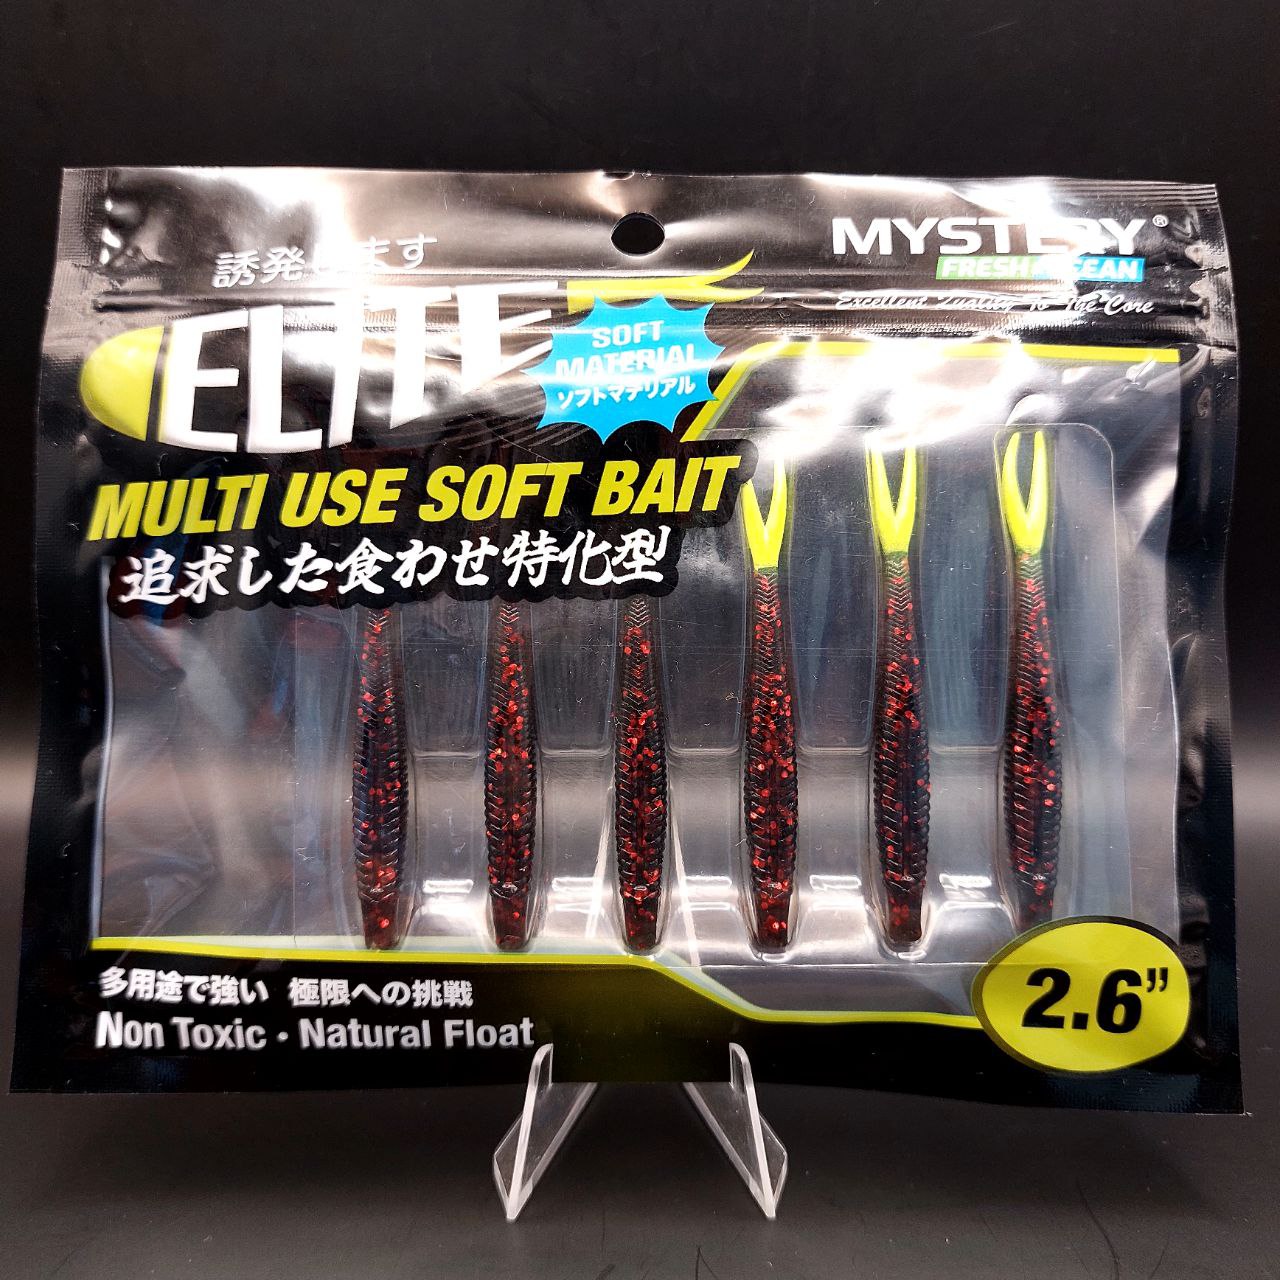 誘発します
MYSTERY®
FRESH OCEAN
Excellent Quality To The Core
ELITE
SOFT
MATERIAL
ソフトマテリアル
MULTI USE SOFT BAIT
追求した食わせ特化型
多用途で強い 極限への挑戦
Non Toxic・Natural Float
2.6”